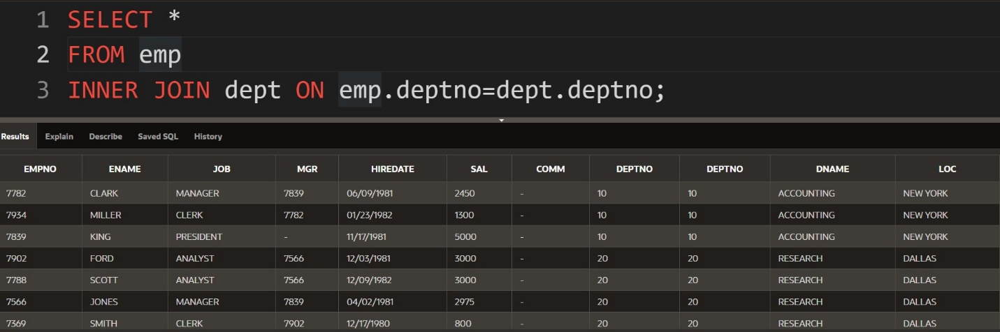 1 SELECT *
2 FROM emp
3 INNER JOIN dept ON emp.deptno=dept.deptno;
Results Explain Describe Saved SQL History
EMPNO ENAME JOB MGR HIREDATE SAL COMM DEPTNO DEPTNO DNAME LOC
7782 CLARK MANAGER 7839 06/09/1981 2450 - 10 10 ACCOUNTING NEW YORK
7934 MILLER CLERK 7782 01/23/1982 1300 - 10 10 ACCOUNTING NEW YORK
7839 KING PRESIDENT - 11/17/1981 5000 - 10 10 ACCOUNTING NEW YORK
7902 FORD ANALYST 7566 12/03/1981 3000 - 20 20 RESEARCH DALLAS
7788 SCOTT ANALYST 7566 12/09/1982 3000 - 20 20 RESEARCH DALLAS
7566 JONES MANAGER 7839 04/02/1981 2975 - 20 20 RESEARCH DALLAS
7369 SMITH CLERK 7902 12/17/1980 800 - 20 20 RESEARCH DALLAS